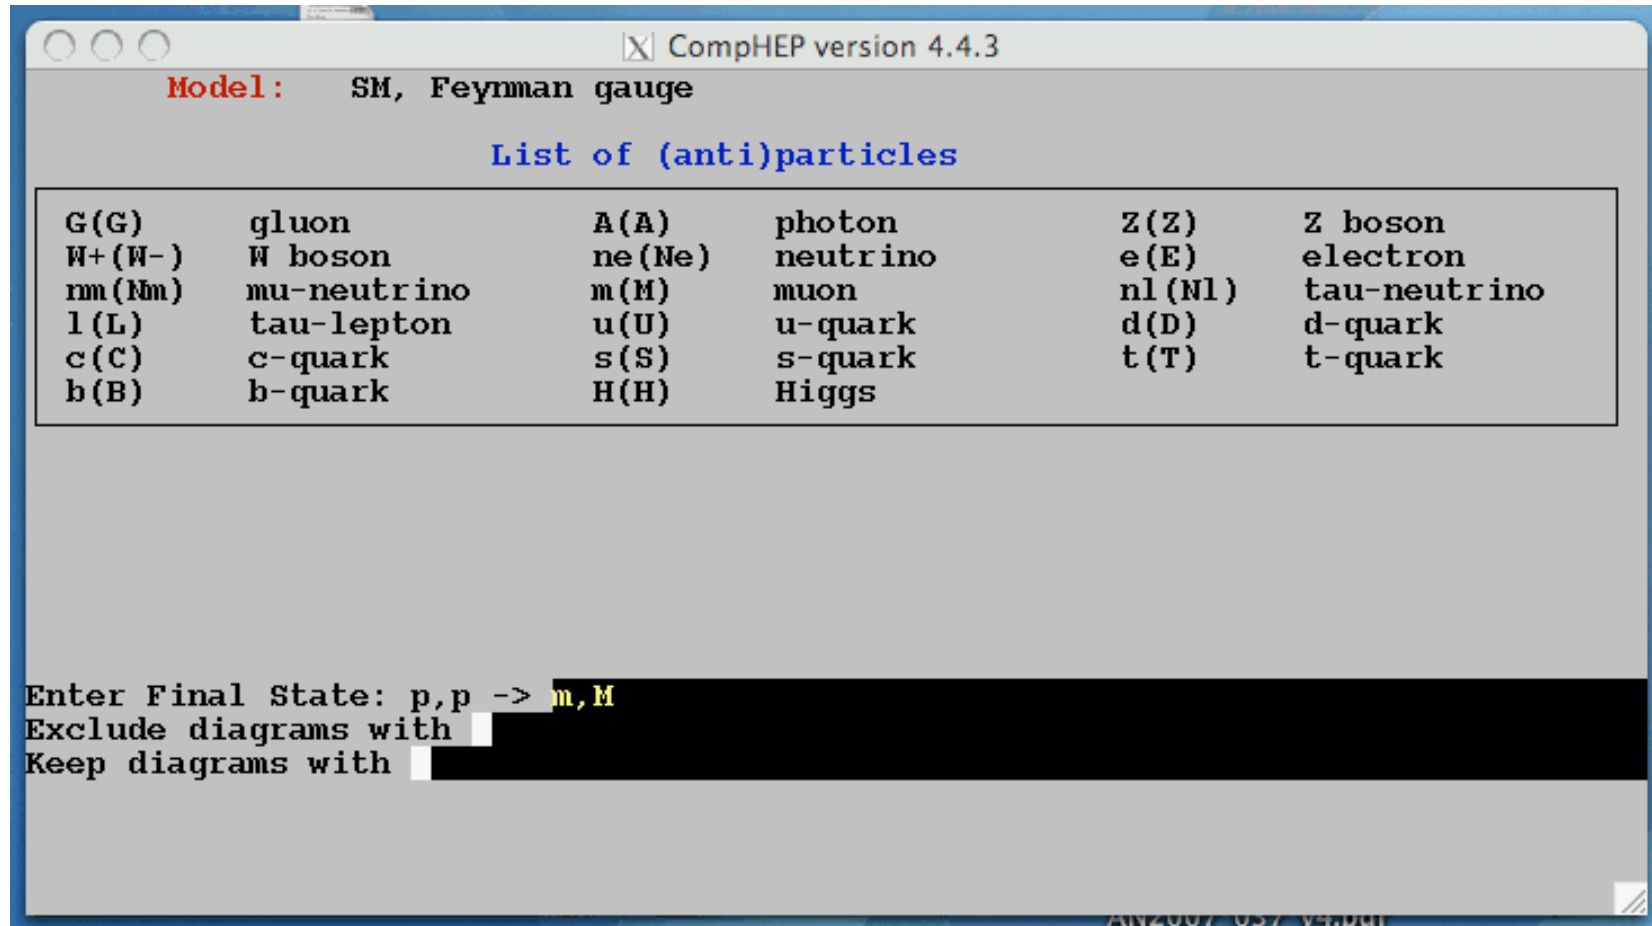 CompHEP version 4.4.3
Model: SM, Feynman gauge
List of (anti)particles
G(G) gluon A(A) photon Z(Z) Z boson
W+(W-) W boson ne(Ne) neutrino e(E) electron
nm(Nm) mu-neutrino m(M) muon nl(Nl) tau-neutrino
l(L) tau-lepton u(U) u-quark d(D) d-quark
c(C) c-quark s(S) s-quark t(T) t-quark
b(B) b-quark H(H) Higgs
Enter Final State: p,p -> m,M
Exclude diagrams with
Keep diagrams with